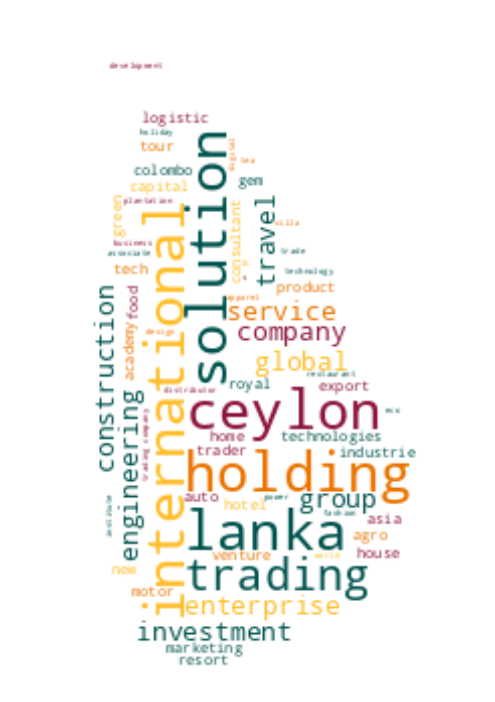 development
logistic
holiday
tour
digital
tea
colombo
gem
capital
plantation
solution
international
green
consultant
travel
villa
business
associate
trade
tech
technology
product
food
construction
apparel
service
academy
design
company
global
restaurant
royal
export
distributor
engineering
ceylon
eco
trading company
home
technologies
trader
industrie
holding
auto
power
group
hotel
institute
lanka
fashion
asia
agro
venture
world
house
new
trading
motor
enterprise
investment
marketing
resort